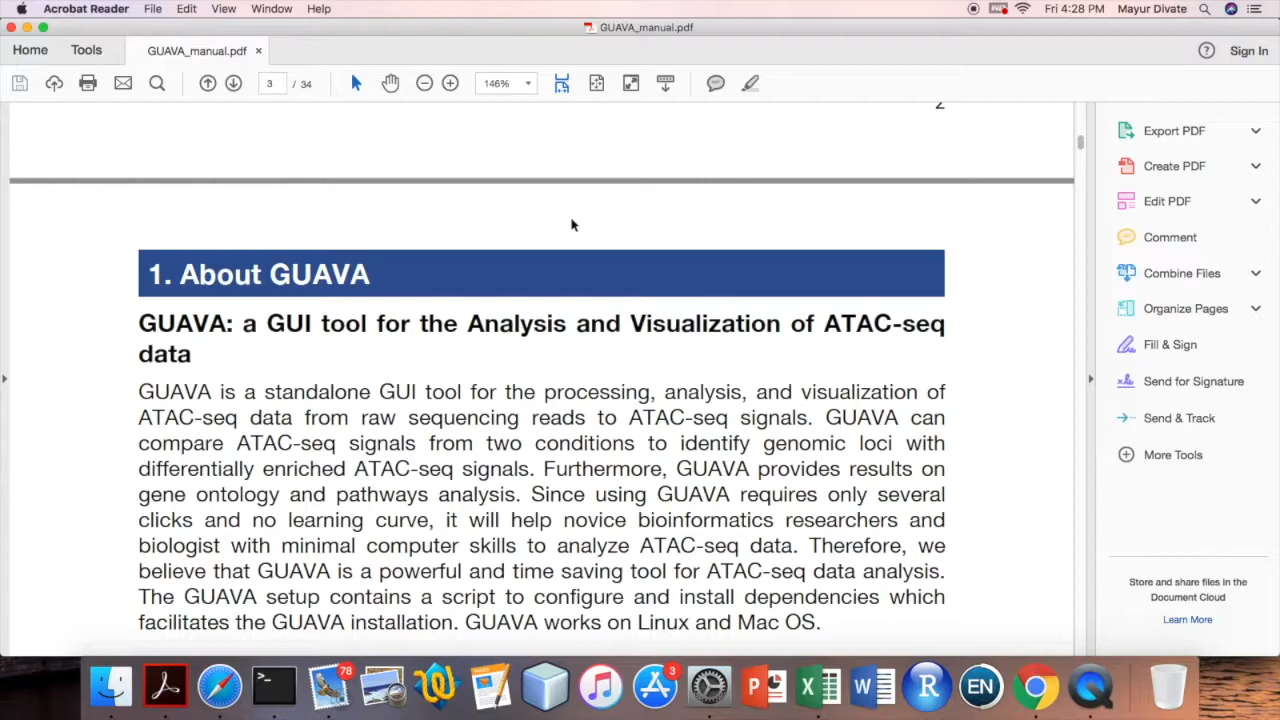 Acrobat Reader File Edit View Window Help Fri 4:28 PM Mayur Divate
GUAVA_manual.pdf
Home Tools GUAVA_manual.pdf × ? Sign In
3 / 34 146%
2
1. About GUAVA
GUAVA: a GUI tool for the Analysis and Visualization of ATAC-seq
data
GUAVA is a standalone GUI tool for the processing, analysis, and visualization of
ATAC-seq data from raw sequencing reads to ATAC-seq signals. GUAVA can
compare ATAC-seq signals from two conditions to identify genomic loci with
differentially enriched ATAC-seq signals. Furthermore, GUAVA provides results on
gene ontology and pathways analysis. Since using GUAVA requires only several
clicks and no learning curve, it will help novice bioinformatics researchers and
biologist with minimal computer skills to analyze ATAC-seq data. Therefore, we
believe that GUAVA is a powerful and time saving tool for ATAC-seq data analysis.
The GUAVA setup contains a script to configure and install dependencies which
facilitates the GUAVA installation. GUAVA works on Linux and Mac OS.
Export PDF
Create PDF
Edit PDF
Comment
Combine Files
Organize Pages
Fill & Sign
Send for Signature
Send & Track
More Tools
Store and share files in the
Document Cloud
Learn More
78 3 P X W R EN